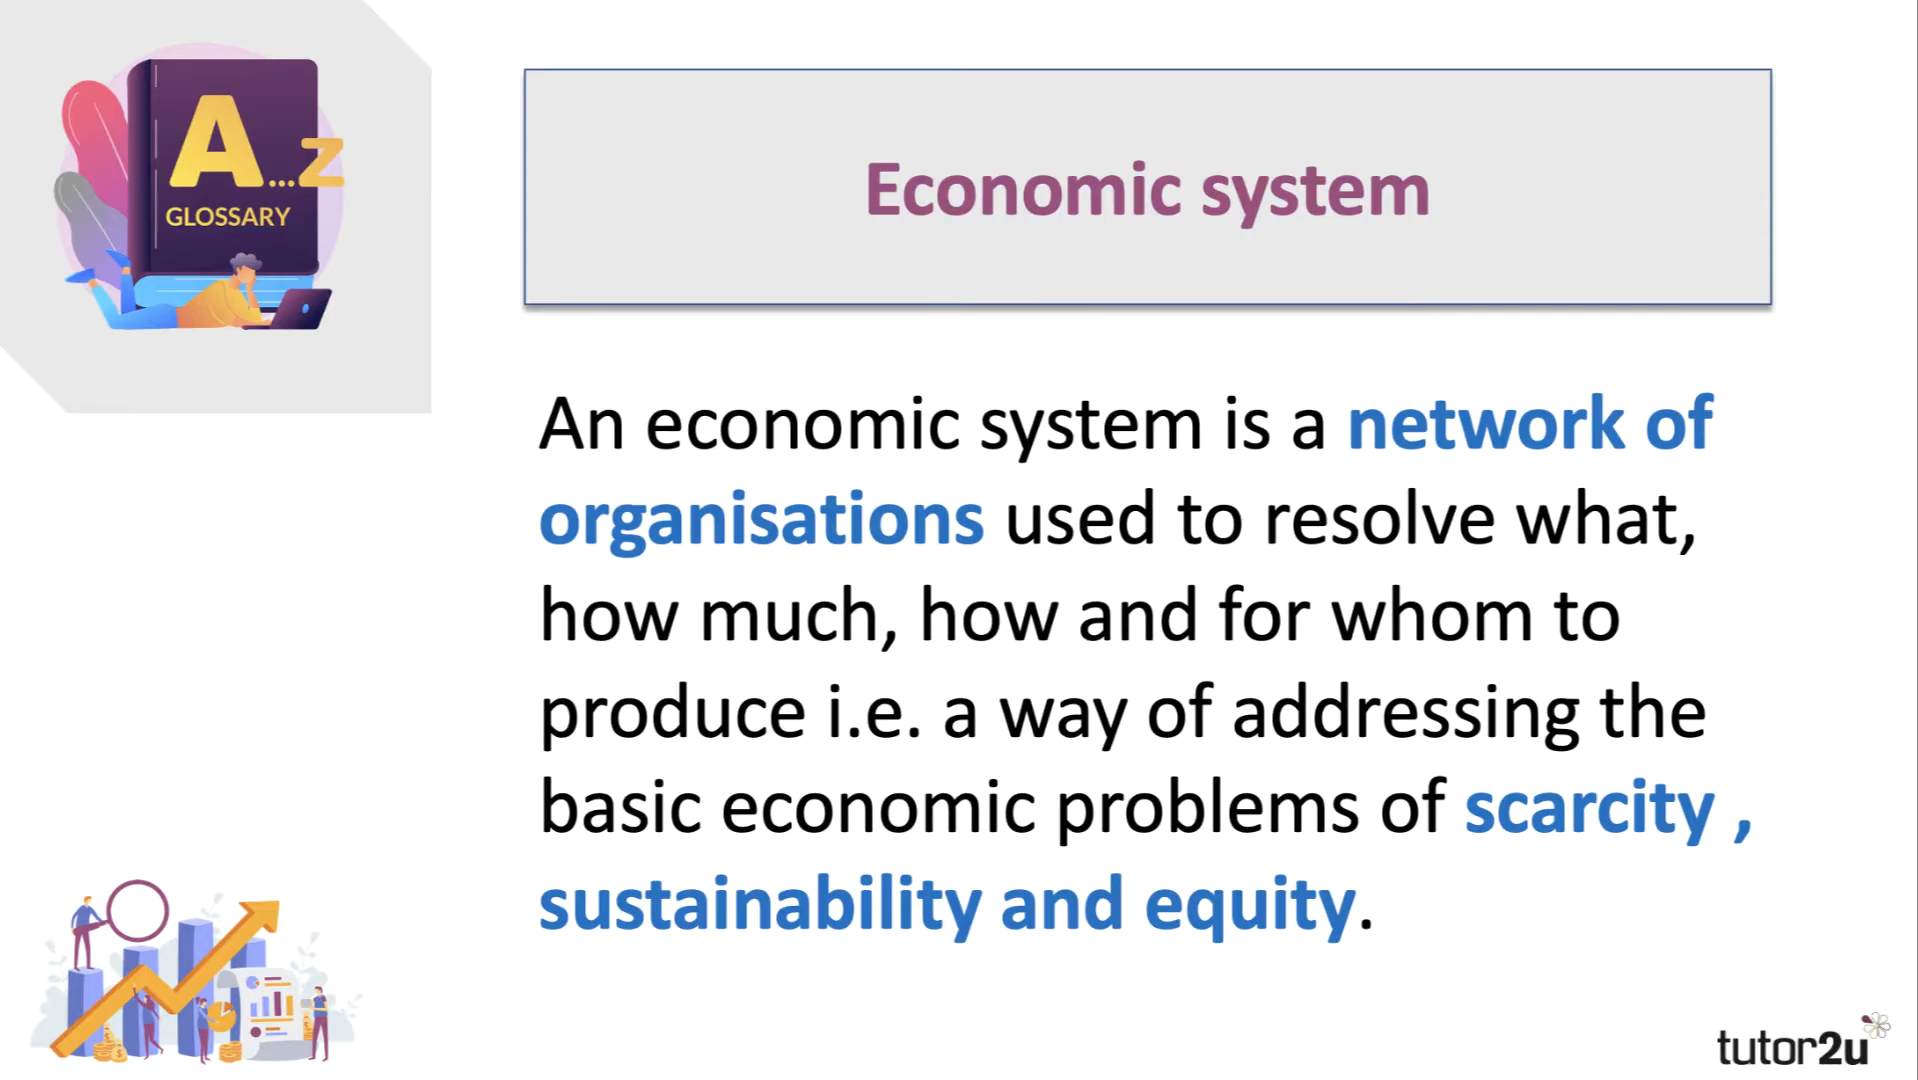 A...z
GLOSSARY
Economic system
An economic system is a network of
organisations used to resolve what,
how much, how and for whom to
produce i.e. a way of addressing the
basic economic problems of scarcity ,
sustainability and equity.
tutor2u